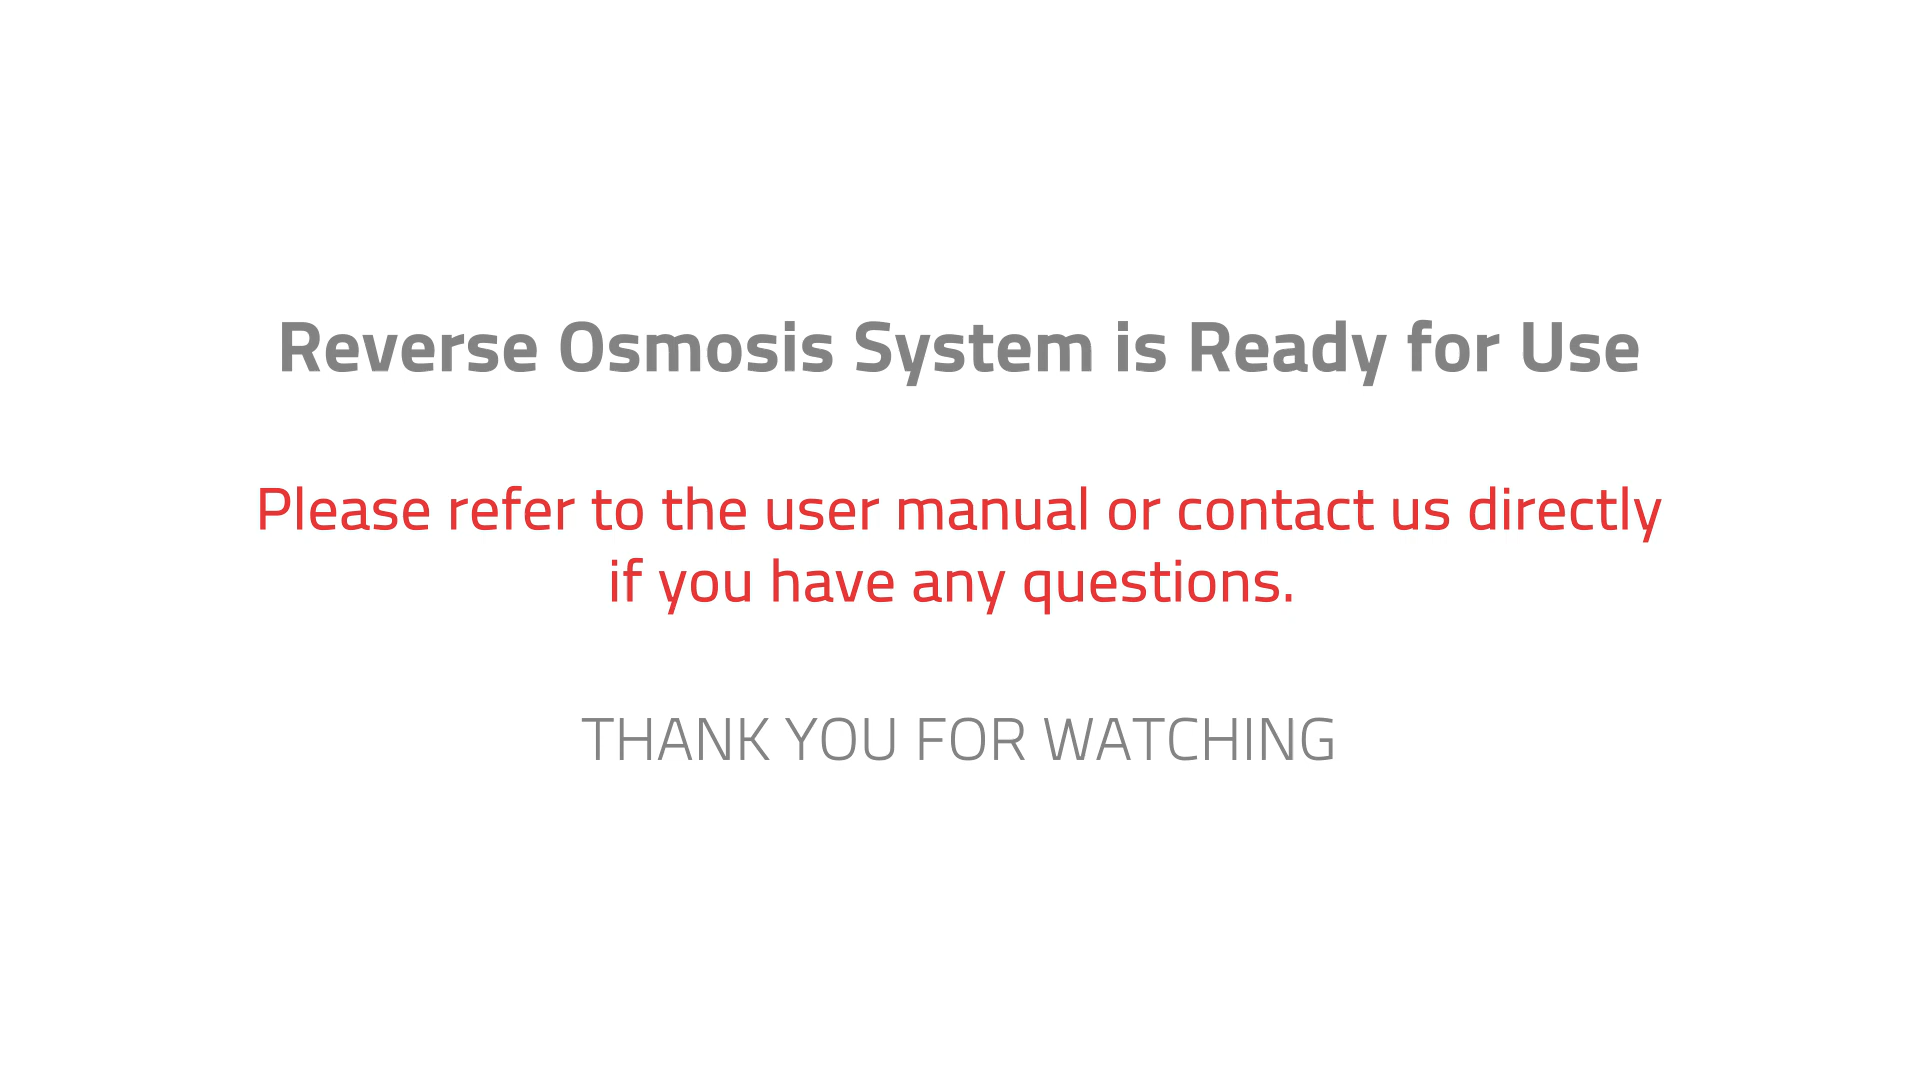 Reverse Osmosis System is Ready for Use
Please refer to the user manual or contact us directly
if you have any questions.
THANK YOU FOR WATCHING